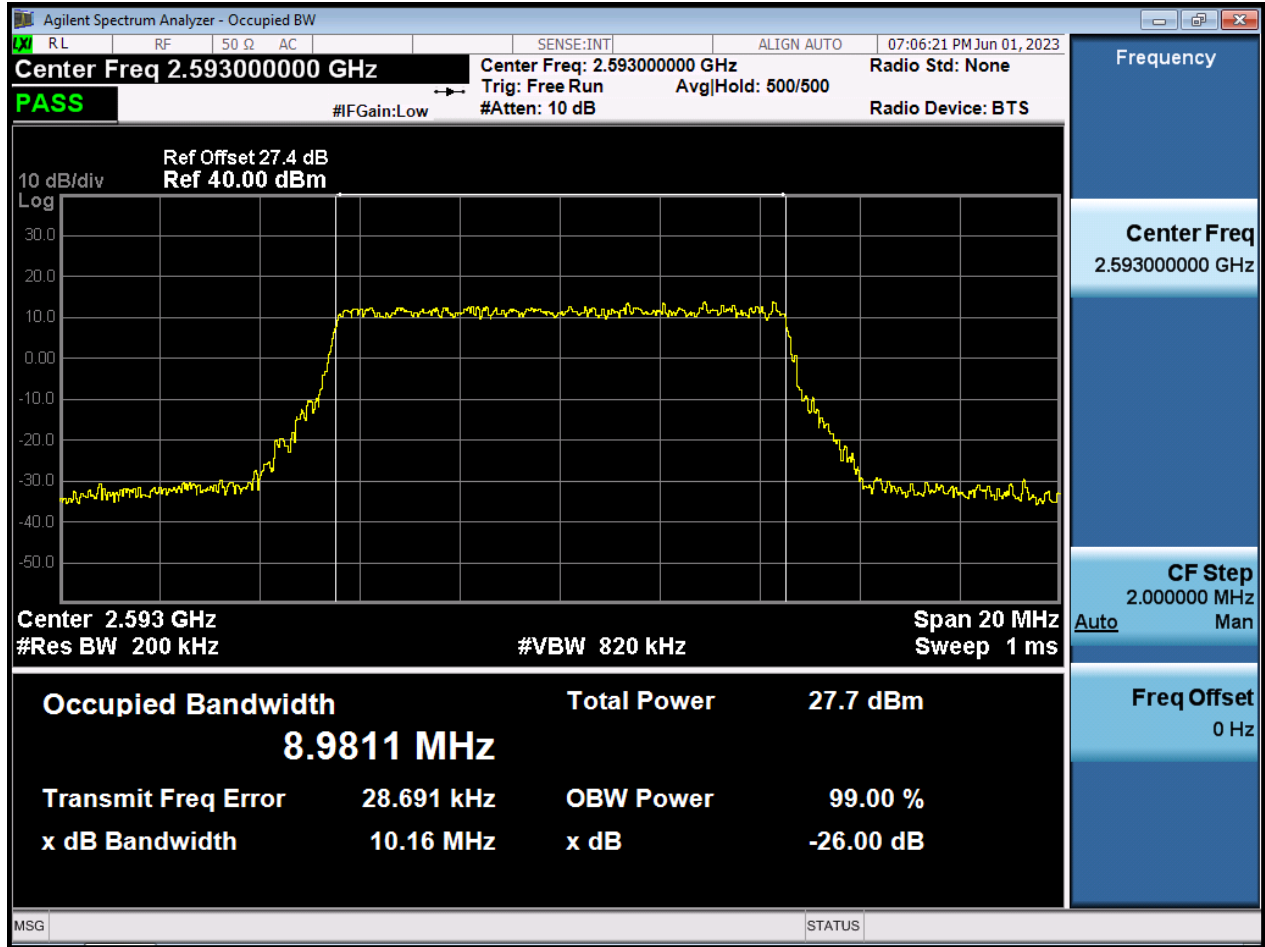 Agilent Spectrum Analyzer - Occupied BW
LXI RL RF 50 Ω AC SENSE:INT ALIGN AUTO 07:06:21 PM Jun 01, 2023
Center Freq 2.593000000 GHz
PASS
#IFGain:Low
Center Freq: 2.593000000 GHz
Trig: Free Run Avg|Hold: 500/500
#Atten: 10 dB
Radio Std: None
Radio Device: BTS
Ref Offset 27.4 dB
10 dB/div Ref 40.00 dBm
Log
30.0
20.0
10.0
0.00
-10.0
-20.0
-30.0
-40.0
-50.0
Center 2.593 GHz Span 20 MHz
#Res BW 200 kHz #VBW 820 kHz Sweep 1 ms
Occupied Bandwidth Total Power 27.7 dBm
8.9811 MHz
Transmit Freq Error 28.691 kHz OBW Power 99.00 %
x dB Bandwidth 10.16 MHz x dB -26.00 dB
MSG STATUS
Frequency
Center Freq
2.593000000 GHz
CF Step
2.000000 MHz
Auto Man
Freq Offset
0 Hz